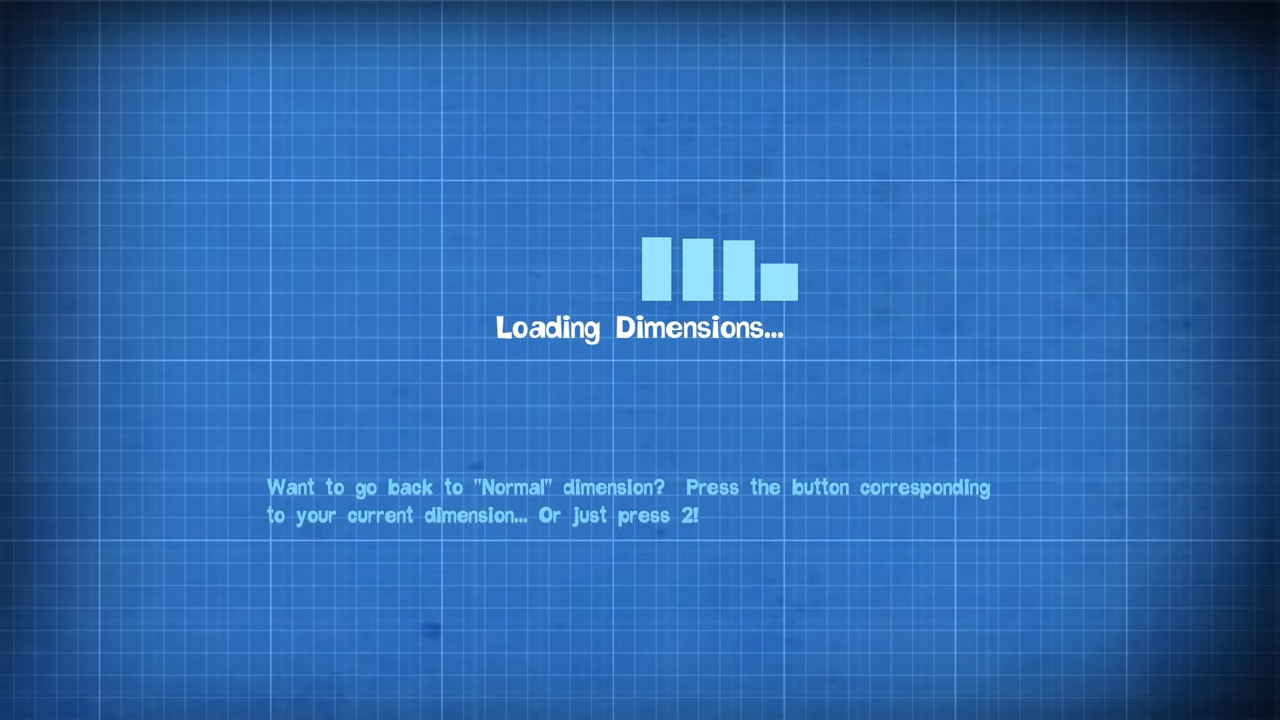 Loading Dimensions...
Want to go back to "Normal" dimension?  Press the button corresponding
to your current dimension... Or just press 2!